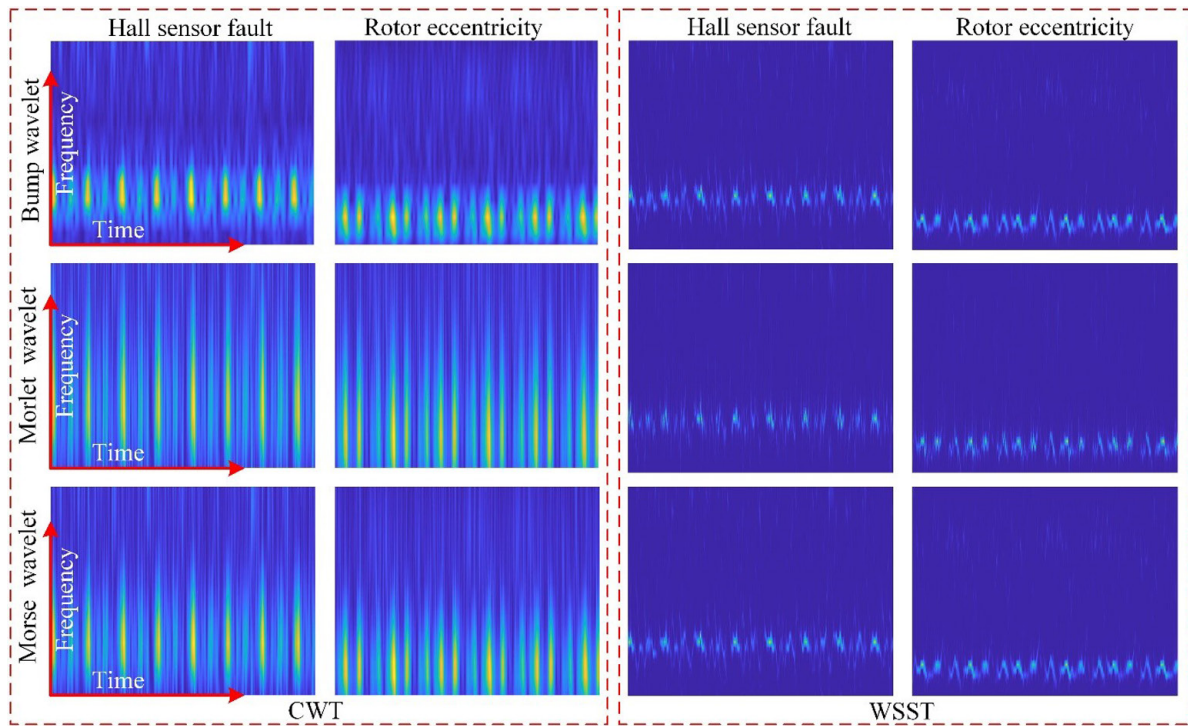 Hall sensor fault
Rotor eccentricity
Hall sensor fault
Rotor eccentricity
Bump wavelet
Frequency
Time
Morlet wavelet
Frequency
Time
Morse wavelet
Frequency
Time
CWT
WSST